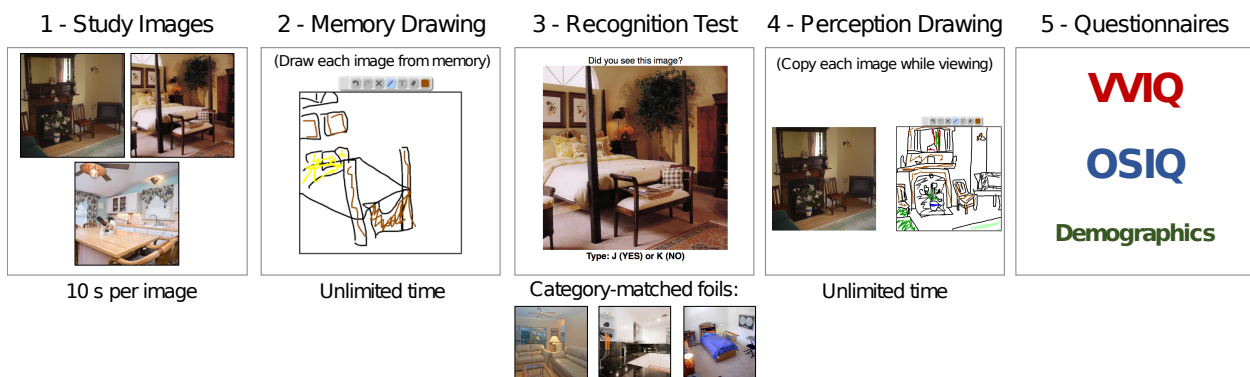 1 - Study Images
2 - Memory Drawing
3 - Recognition Test
4 - Perception Drawing
5 - Questionnaires
(Draw each image from memory)
Did you see this image?
Type: J (YES) or K (NO)
(Copy each image while viewing)
VVIQ
OSIQ
Demographics
10 s per image
Unlimited time
Category-matched foils:
Unlimited time